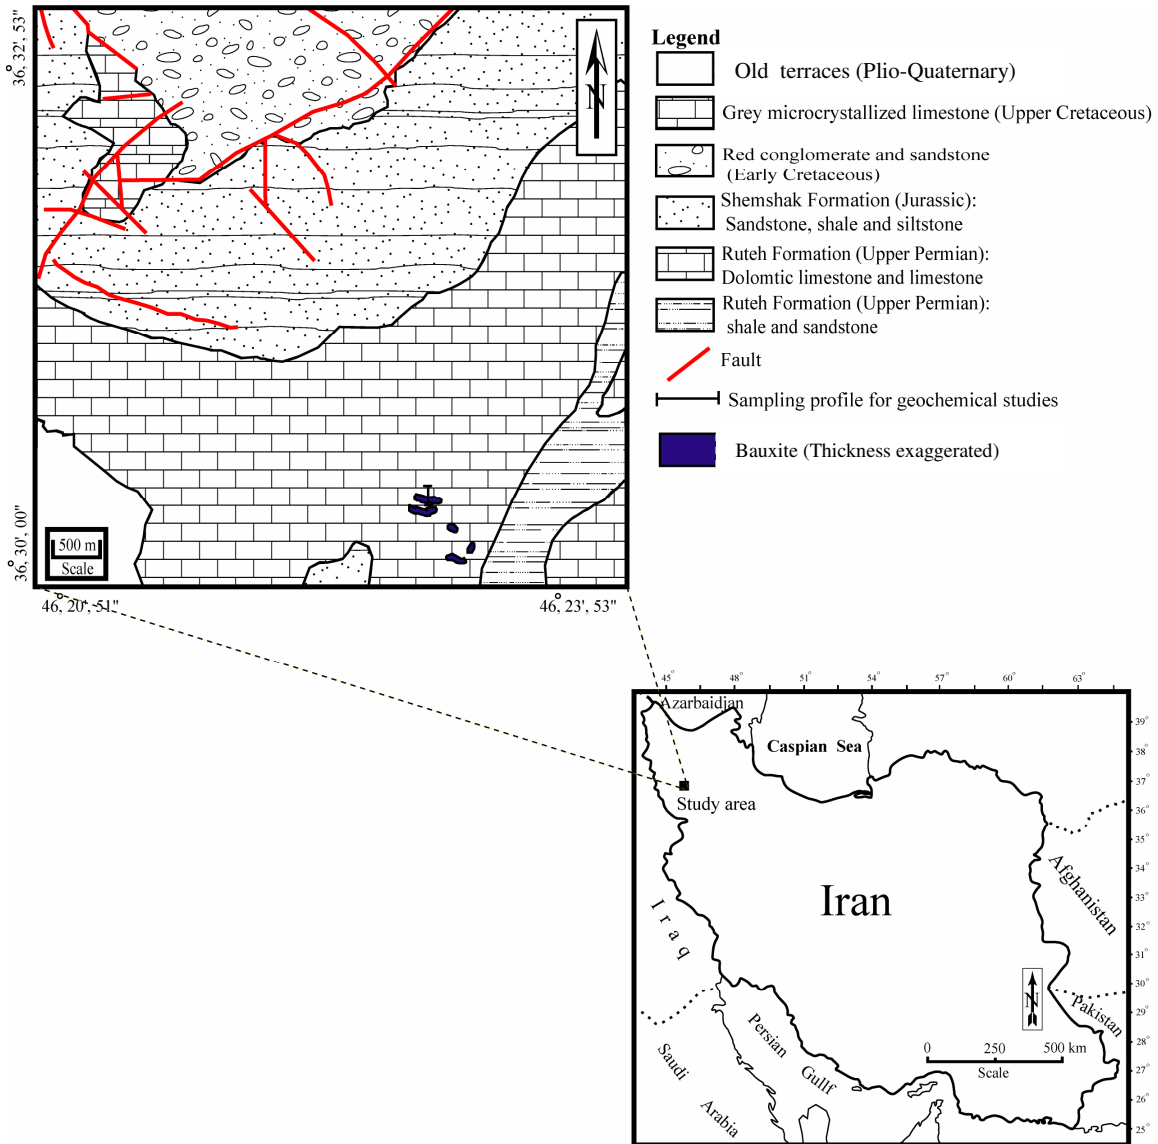 36, 32, 53"
N
36, 30', 00"
500 m
Scale
46, 20', 51"
46, 23', 53"
Legend
Old terraces (Plio-Quaternary)
Grey microcrystallized limestone (Upper Cretaceous)
Red conglomerate and sandstone
(Early Cretaceous)
Shemshak Formation (Jurassic):
Sandstone, shale and siltstone
Ruteh Formation (Upper Permian):
Dolomtic limestone and limestone
Ruteh Formation (Upper Permian):
shale and sandstone
Fault
Sampling profile for geochemical studies
Bauxite (Thickness exaggerated)
45° 48° 51° 54° 57° 60° 63°
Azarbaidjan
Caspian Sea
Study area
Iran
Iraq
Afghanistan
Pakistan
Persian Gullf
Saudi Arabia
N
0 250 500 km
Scale
39°
38°
37°
36°
35°
34°
33°
32°
31°
30°
29°
28°
27°
26°
25°